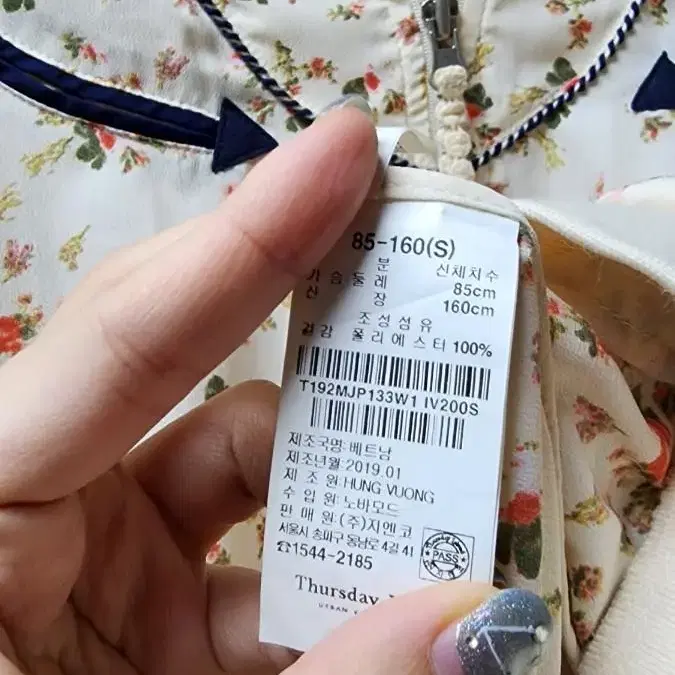 85-160(S)
분 신체치수
가슴둘레 85cm
신 장 160cm
조성섬유
겉감 폴리에스터 100%
T192MJP133W1 IV200S
제조국명:베트남
제조년월:2019.01
제 조 원:HUNG VUONG
수 입 원:노바모드
판 매 원:(주)지엔코
서울시 송파구 동남로 4길 41
☎1544-2185
PASS
Thursday
URBAN